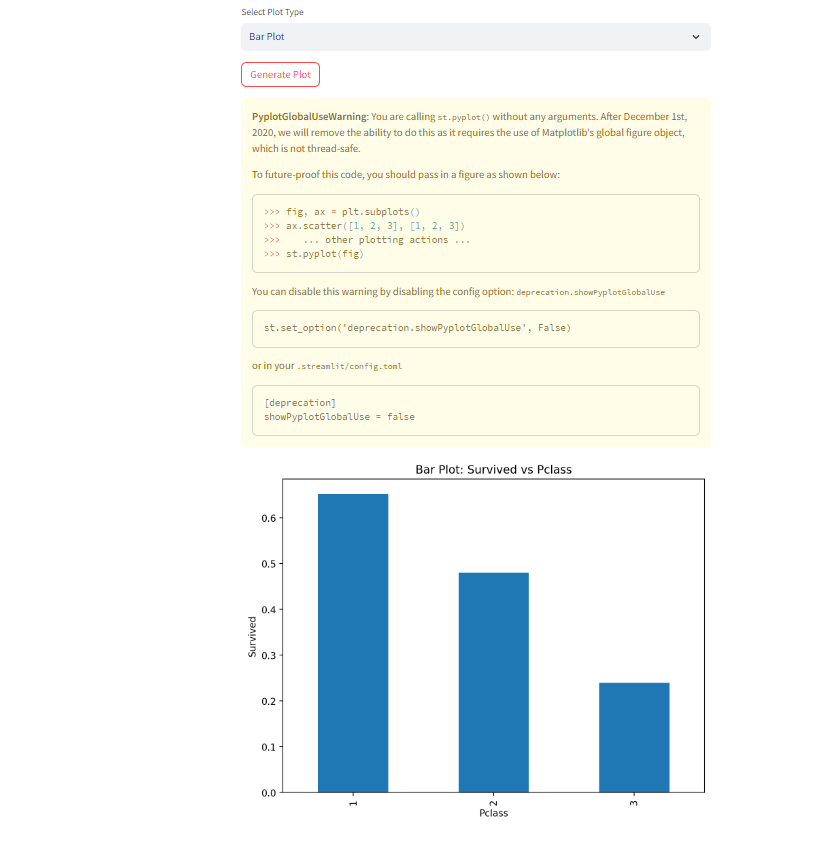 Select Plot Type
Bar Plot
Generate Plot
PyplotGlobalUseWarning: You are calling st.pyplot() without any arguments. After December 1st,
2020, we will remove the ability to do this as it requires the use of Matplotlib's global figure object,
which is not thread-safe.
To future-proof this code, you should pass in a figure as shown below:
>>> fig, ax = plt.subplots()
>>> ax.scatter([1, 2, 3], [1, 2, 3])
>>>    ... other plotting actions ...
>>> st.pyplot(fig)
You can disable this warning by disabling the config option: deprecation.showPyplotGlobalUse
st.set_option('deprecation.showPyplotGlobalUse', False)
or in your .streamlit/config.toml
[deprecation]
showPyplotGlobalUse = false
Bar Plot: Survived vs Pclass
0.6
0.5
0.4
0.3
0.2
0.1
0.0
Survived
1
2
3
Pclass